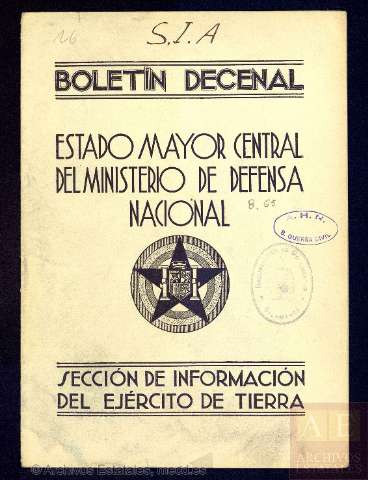 S.I.A
BOLETÍN DECENAL
ESTADO MAYOR CENTRAL
DEL MINISTERIO DE DEFENSA
NACIONAL
B. 65
A. H. N.
S. GUERRA CIVIL
SECCIÓN DE INFORMACIÓN
DEL EJÉRCITO DE TIERRA
AE
ARCHIVOS
© Archivos Estatales, mecd.es